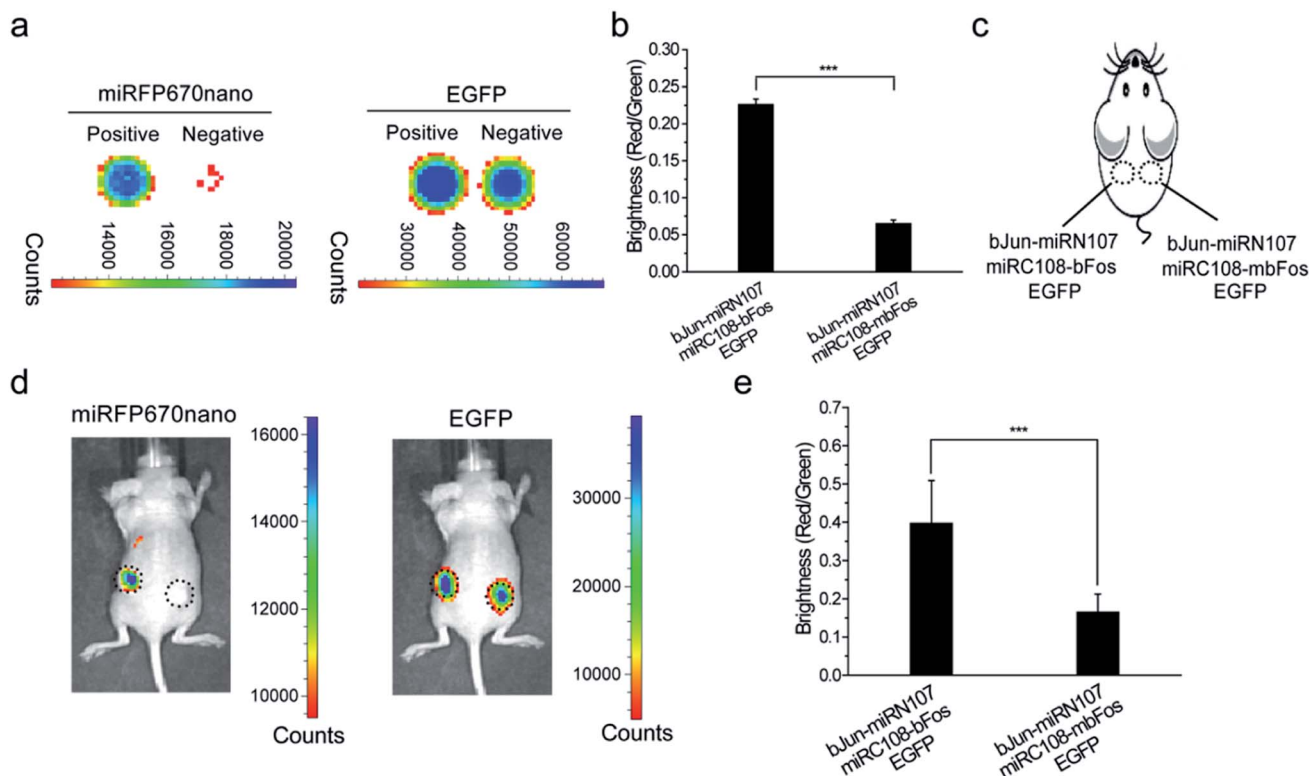 a
miRFP670nano
Positive Negative
EGFP
Positive Negative
Counts
14000
16000
18000
20000
Counts
30000
40000
50000
60000
b
Brightness (Red/Green)
0.30
0.25
0.20
0.15
0.10
0.05
0.00
***
bJun-miRN107
miRC108-bFos
EGFP
bJun-miRN107
miRC108-mbFos
EGFP
c
bJun-miRN107
miRC108-bFos
EGFP
bJun-miRN107
miRC108-mbFos
EGFP
d
miRFP670nano
16000
14000
12000
10000
Counts
EGFP
30000
20000
10000
Counts
e
Brightness (Red/Green)
0.7
0.6
0.5
0.4
0.3
0.2
0.1
0.0
***
bJun-miRN107
miRC108-bFos
EGFP
bJun-miRN107
miRC108-mbFos
EGFP